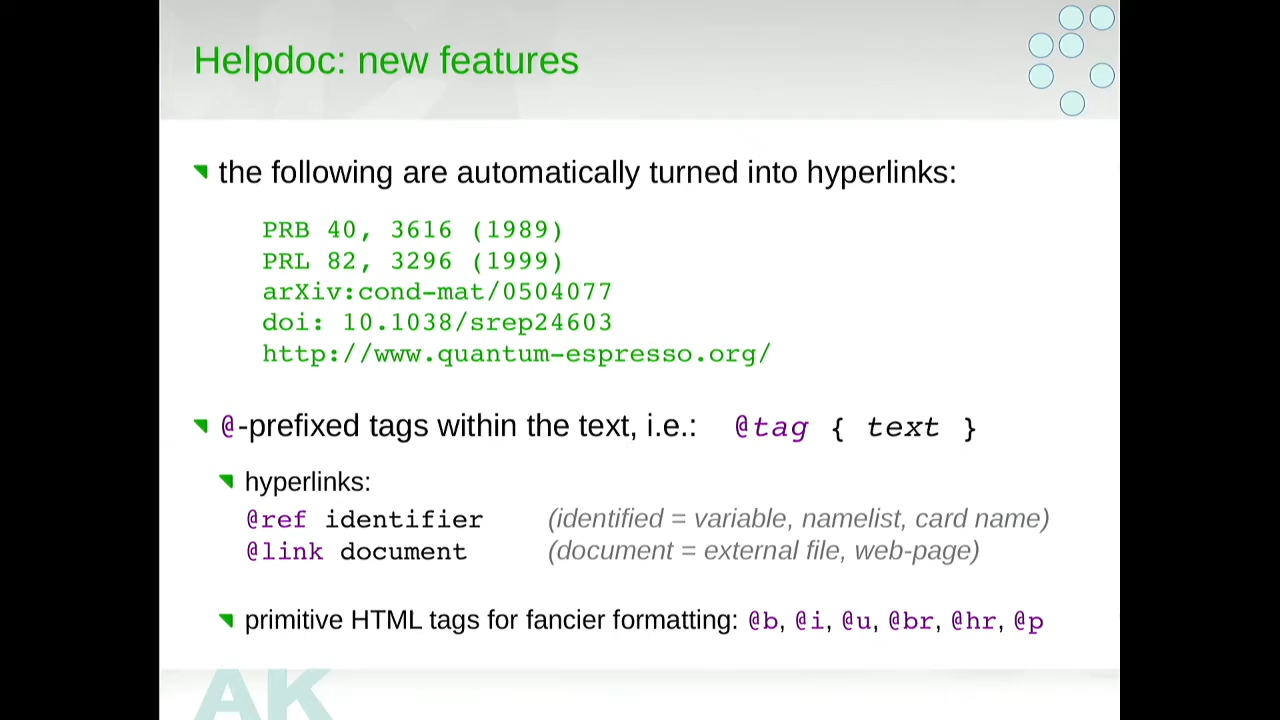 Helpdoc: new features
the following are automatically turned into hyperlinks:
PRB 40, 3616 (1989)
PRL 82, 3296 (1999)
arXiv:cond-mat/0504077
doi: 10.1038/srep24603
http://www.quantum-espresso.org/
@-prefixed tags within the text, i.e.: @tag { text }
hyperlinks:
@ref identifier (identified = variable, namelist, card name)
@link document (document = external file, web-page)
primitive HTML tags for fancier formatting: @b, @i, @u, @br, @hr, @p
AK